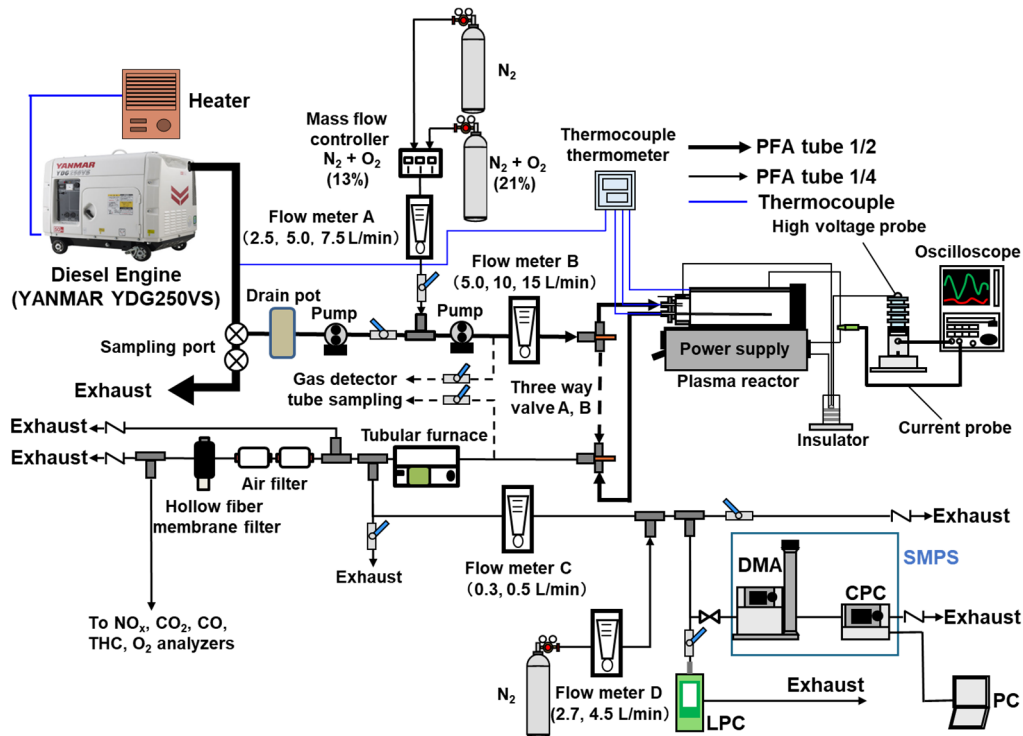 N₂
Heater
Mass flow
controller
N₂ + O₂
(13%)
N₂ + O₂
(21%)
Thermocouple
thermometer
PFA tube 1/2
PFA tube 1/4
Thermocouple
High voltage probe
Oscilloscope
YANMAR
YDG 250VS
Flow meter A
(2.5, 5.0, 7.5 L/min)
Diesel Engine
(YANMAR YDG250VS)
Flow meter B
(5.0, 10, 15 L/min)
Drain pot
Pump
Pump
Sampling port
Exhaust
Power supply
Plasma reactor
Gas detector
tube sampling
Three way
valve A, B
Insulator
Current probe
Exhaust
Exhaust
Tubular furnace
Air filter
Hollow fiber
membrane filter
Exhaust
Flow meter C
(0.3, 0.5 L/min)
Exhaust
SMPS
DMA
CPC
Exhaust
To NOₓ, CO₂, CO,
THC, O₂ analyzers
N₂
Flow meter D
(2.7, 4.5 L/min)
LPC
Exhaust
PC